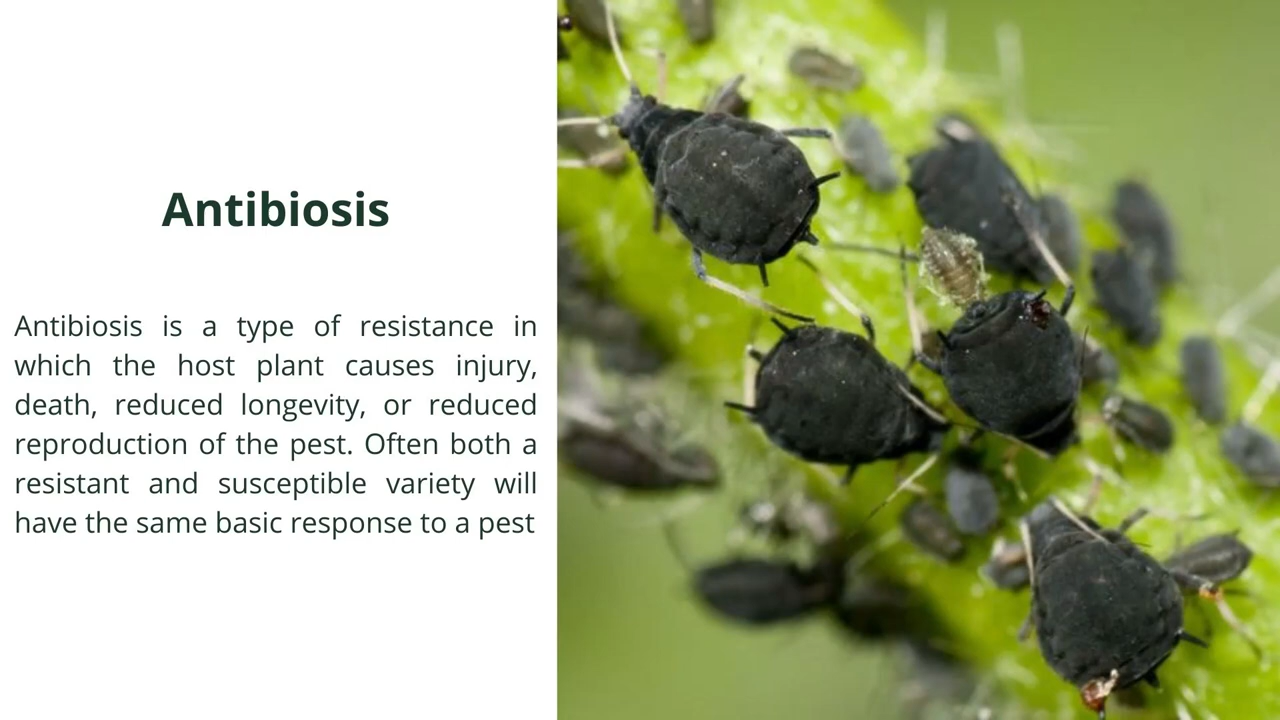 Antibiosis
Antibiosis is a type of resistance in
which the host plant causes injury,
death, reduced longevity, or reduced
reproduction of the pest. Often both a
resistant and susceptible variety will
have the same basic response to a pest